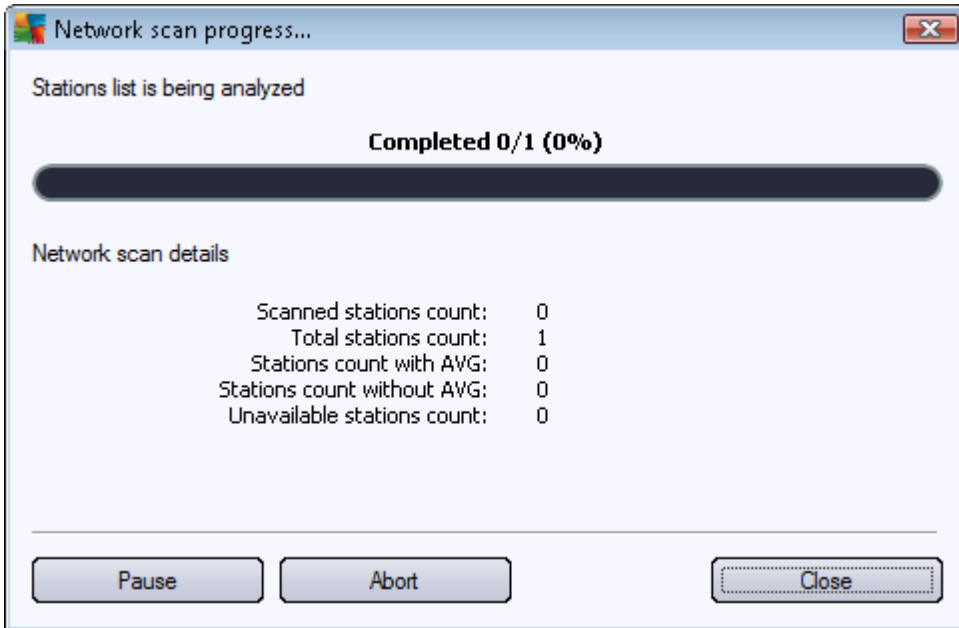 Network scan progress...
Stations list is being analyzed
Completed 0/1 (0%)
Network scan details
Scanned stations count: 0
Total stations count: 1
Stations count with AVG: 0
Stations count without AVG: 0
Unavailable stations count: 0
Pause Abort Close